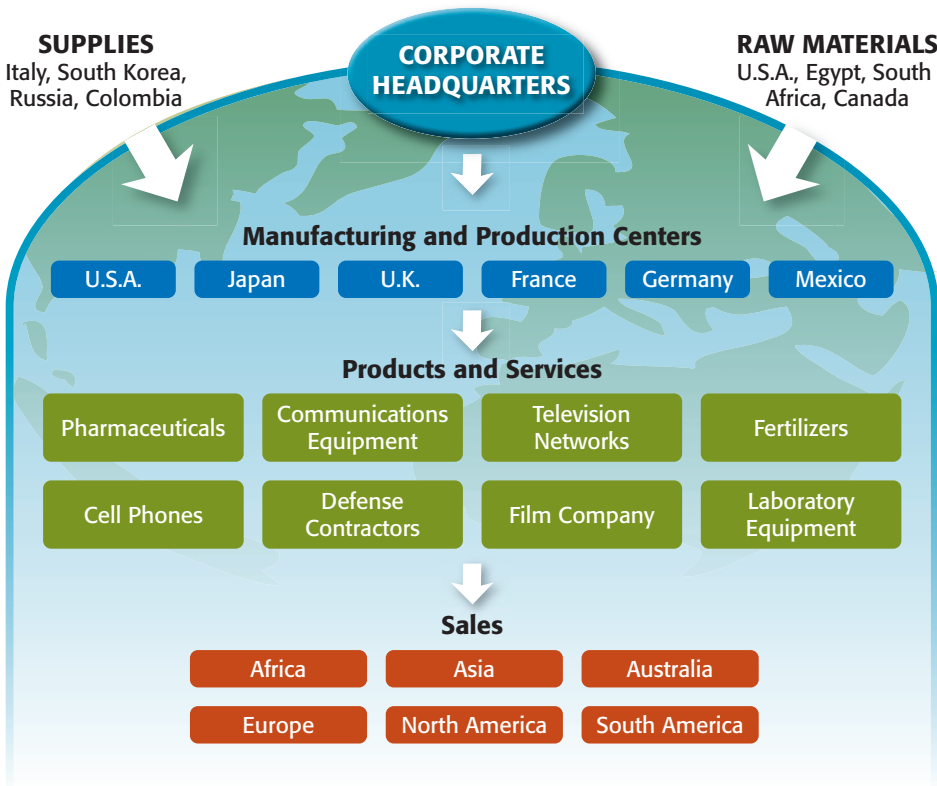 SUPPLIES
Italy, South Korea,
Russia, Colombia
CORPORATE
HEADQUARTERS
RAW MATERIALS
U.S.A., Egypt, South
Africa, Canada
Manufacturing and Production Centers
U.S.A.
Japan
U.K.
France
Germany
Mexico
Products and Services
Pharmaceuticals
Communications
Equipment
Television
Networks
Fertilizers
Cell Phones
Defense
Contractors
Film Company
Laboratory
Equipment
Sales
Africa
Asia
Australia
Europe
North America
South America